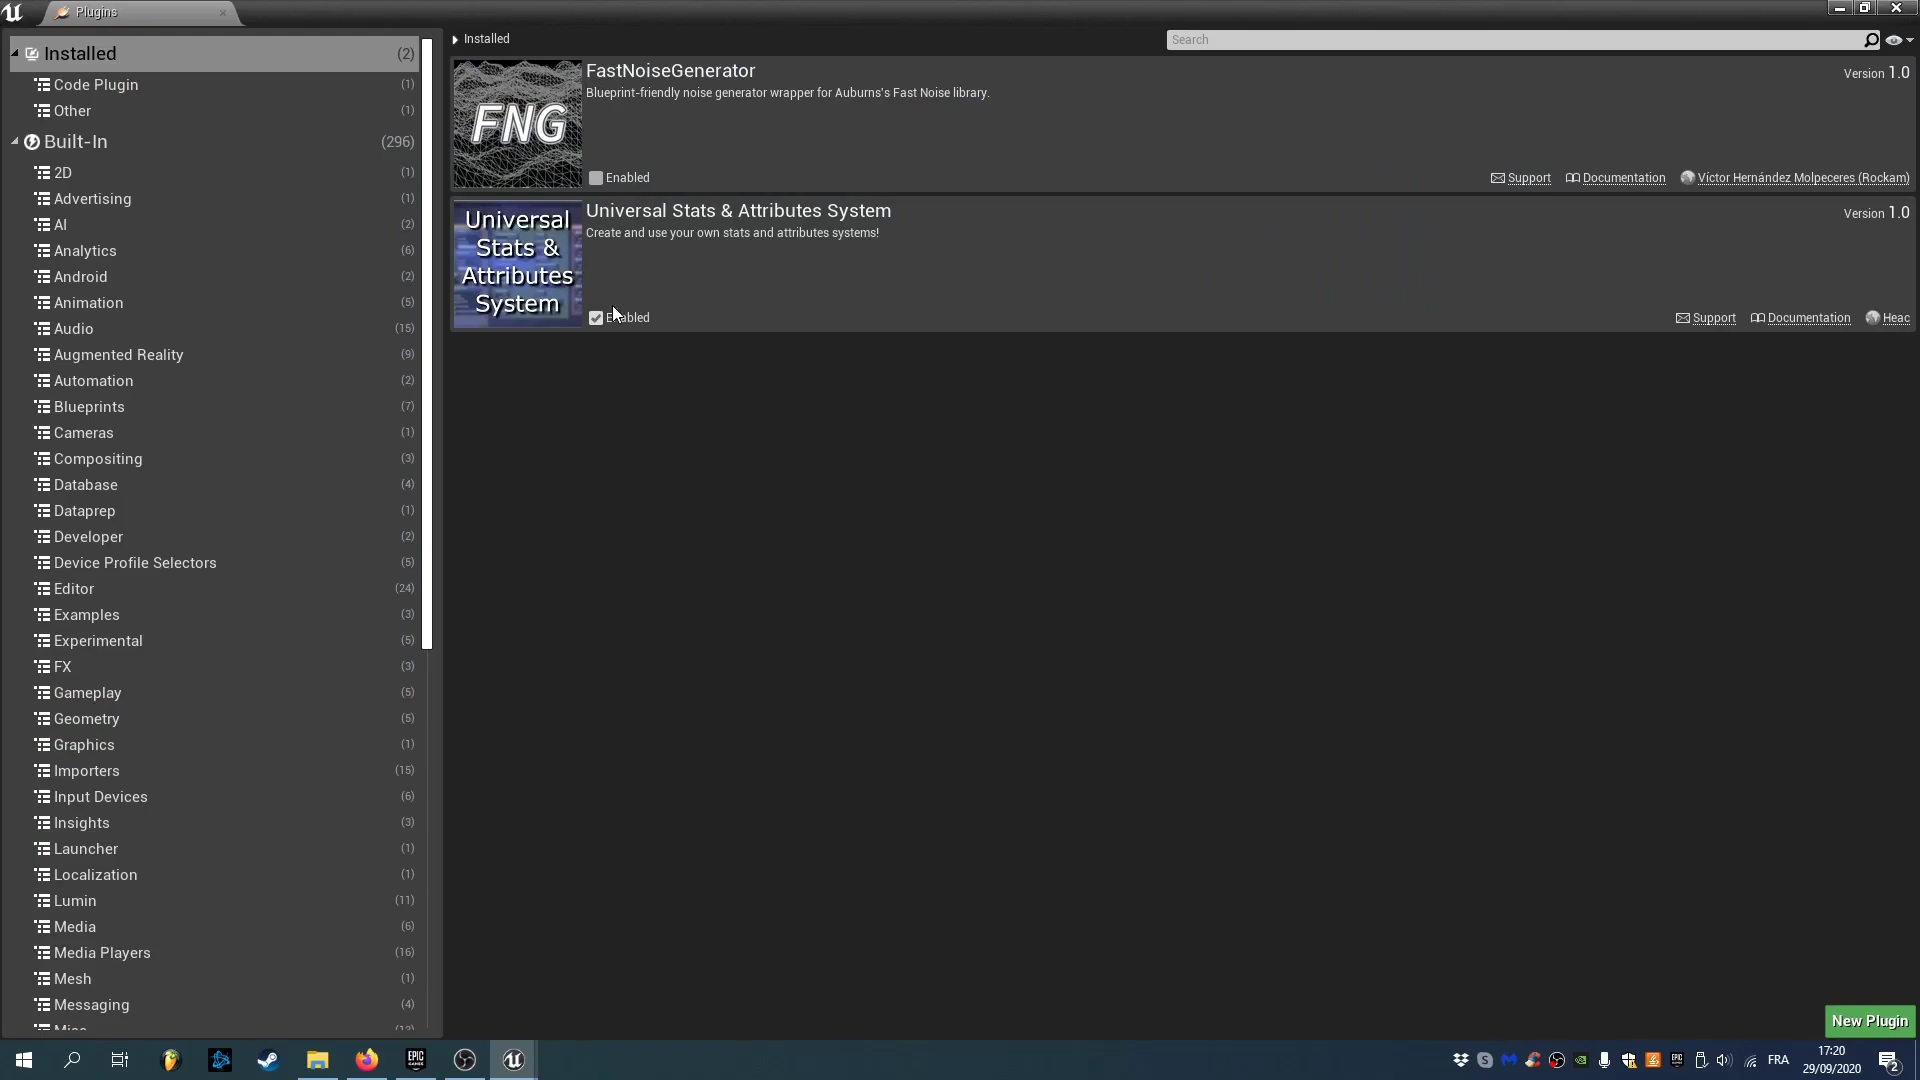 Plugins
Installed (2)
Code Plugin (1)
Other (1)
Built-In (296)
2D (1)
Advertising (1)
AI (2)
Analytics (6)
Android (2)
Animation (5)
Audio (15)
Augmented Reality (9)
Automation (2)
Blueprints (7)
Cameras (1)
Compositing (3)
Database (4)
Dataprep (1)
Developer (2)
Device Profile Selectors (5)
Editor (24)
Examples (3)
Experimental (5)
FX (3)
Gameplay (5)
Geometry (5)
Graphics (1)
Importers (15)
Input Devices (6)
Insights (3)
Launcher (1)
Localization (1)
Lumin (11)
Media (6)
Media Players (16)
Mesh (1)
Messaging (4)
Installed
Search
FNG
FastNoiseGenerator
Version 1.0
Blueprint-friendly noise generator wrapper for Auburns's Fast Noise library.
Enabled
Support Documentation Víctor Hernández Molpeceres (Rockam)
Universal
Stats &
Attributes
System
Universal Stats & Attributes System
Version 1.0
Create and use your own stats and attributes systems!
Enabled
Support Documentation Heac
New Plugin
EPIC
GAMES
FRA
17:20
29/09/2020
2